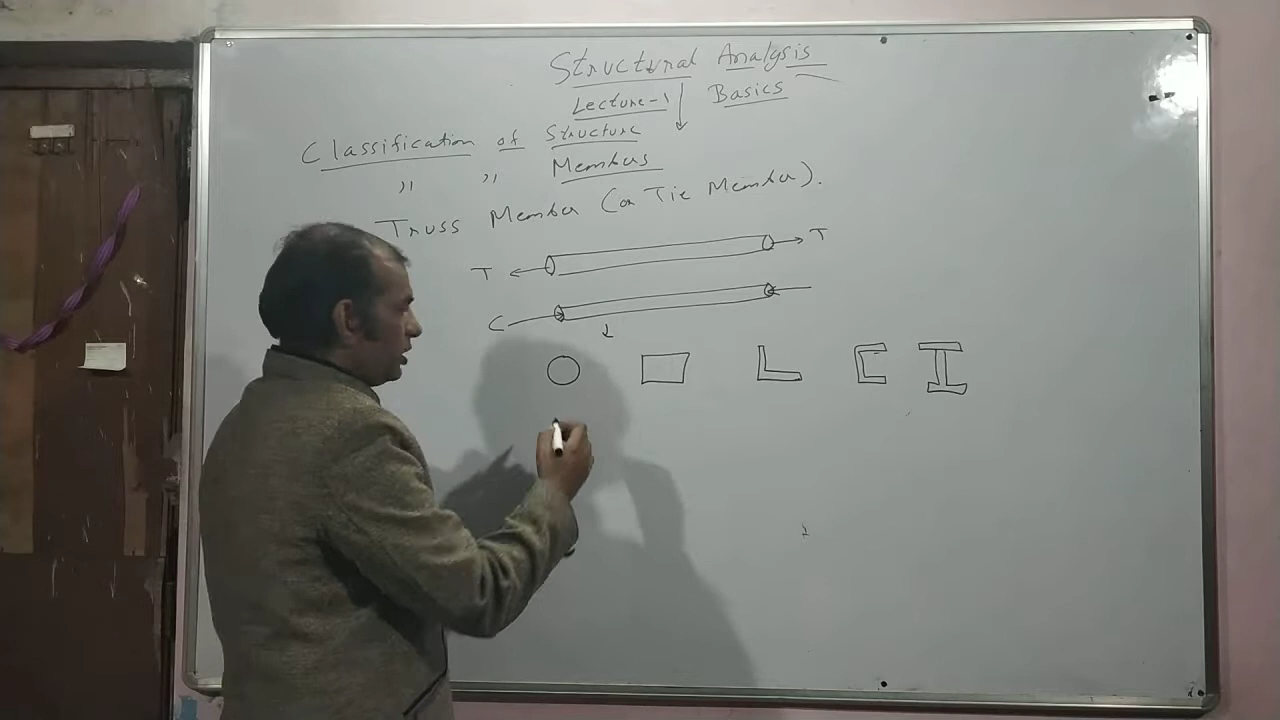 Structural Analysis
Lecture-1 Basics
Classification of Structure
" " Members
Truss Member (or Tie Member).
T T
C